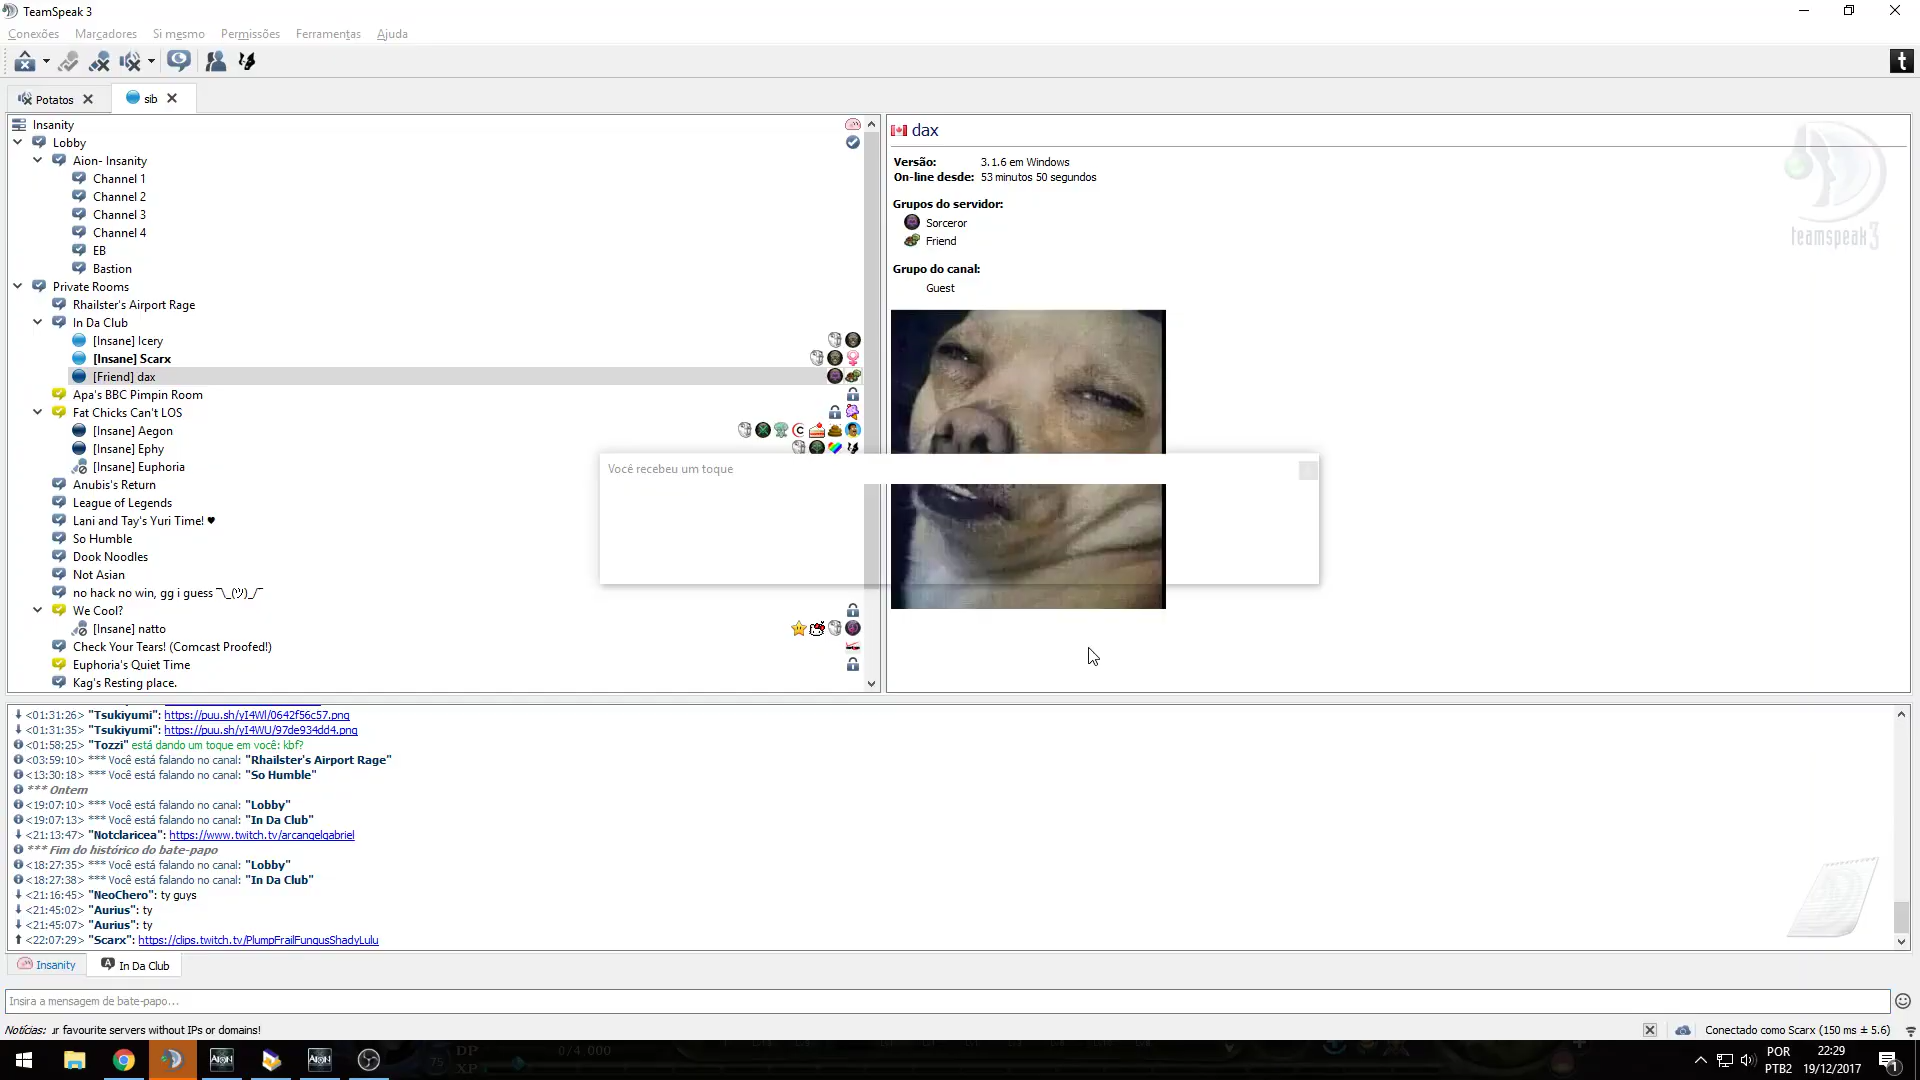 TeamSpeak 3
Conexões Marcadores Si mesmo Permissões Ferramentas Ajuda
t
Potatos sib
Insanity
Lobby
Aion- Insanity
Channel 1
Channel 2
Channel 3
Channel 4
EB
Bastion
Private Rooms
Rhailster's Airport Rage
In Da Club
[Insane] Icery
[Insane] Scarx
[Friend] dax
Apa's BBC Pimpin Room
Fat Chicks Can't LOS
[Insane] Aegon
[Insane] Ephy
[Insane] Euphoria
Anubis's Return
League of Legends
Lani and Tay's Yuri Time! ♥
So Humble
Dook Noodles
Not Asian
no hack no win, gg i guess ¯\_(ツ)_/¯
We Cool?
[Insane] natto
Check Your Tears! (Comcast Proofed!)
Euphoria's Quiet Time
Kag's Resting place.
dax
Versão: 3.1.6 em Windows
On-line desde: 53 minutos 50 segundos
Grupos do servidor:
Sorceror
Friend
Grupo do canal:
Guest
teamspeak 3
Você recebeu um toque
<01:31:26> "Tsukiyumi": https://puu.sh/yI4Wl/0642f56c57.png
<01:31:35> "Tsukiyumi": https://puu.sh/yI4WU/97de934dd4.png
<01:58:25> "Tozzi" está dando um toque em você: kbf?
<03:59:10> *** Você está falando no canal: "Rhailster's Airport Rage"
<13:30:18> *** Você está falando no canal: "So Humble"
*** Ontem
<19:07:10> *** Você está falando no canal: "Lobby"
<19:07:13> *** Você está falando no canal: "In Da Club"
<21:13:47> "Notclaricea": https://www.twitch.tv/arcangelgabriel
*** Fim do histórico do bate-papo
<18:27:35> *** Você está falando no canal: "Lobby"
<18:27:38> *** Você está falando no canal: "In Da Club"
<21:16:45> "NeoChero": ty guys
<21:45:02> "Aurius": ty
<21:45:07> "Aurius": ty
<22:07:29> "Scarx": https://clips.twitch.tv/PlumpFrailFungusShadyLulu
Insanity In Da Club
Insira a mensagem de bate-papo...
Notícias: ur favourite servers without IPs or domains!
Conectado como Scarx (150 ms ± 5.6)
AION AION 75 DP 0/4,000
XP
POR
PTB2
22:29
19/12/2017
1